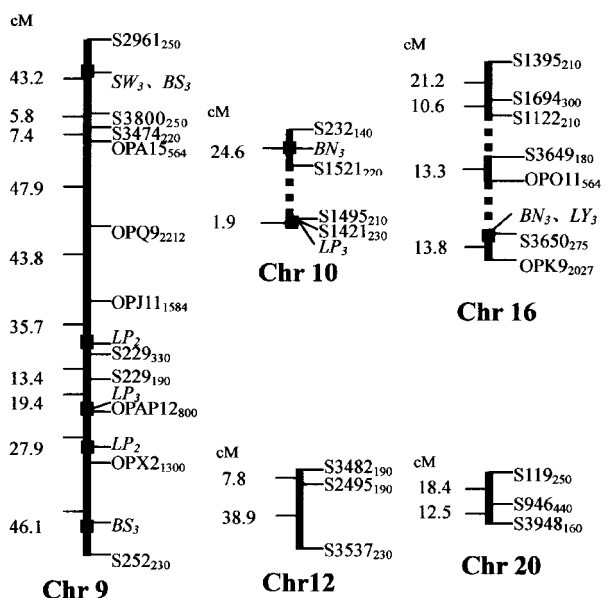 cM
S2961₂₅₀
43.2
SW₃、BS₃
5.8
S3800₂₅₀
7.4
S3474₂₂₀
OPA15₅₆₄
47.9
OPQ9₂₂₁₂
43.8
OPJ11₁₅₈₄
35.7
LP₂
S229₃₃₀
13.4
S229₁₉₀
LP₃
19.4
OPAP12₈₀₀
27.9
LP₂
OPX2₁₃₀₀
46.1
BS₃
S252₂₃₀
Chr 9
cM
S232₁₄₀
24.6
BN₃
S1521₂₂₀
1.9
S1495₂₁₀
S1421₂₃₀
LP₃
Chr 10
cM
S1395₂₁₀
21.2
10.6
S1694₃₀₀
S1122₂₁₀
S3649₁₈₀
13.3
OPO11₅₆₄
BN₃、LY₃
S3650₂₇₅
13.8
OPK9₂₀₂₇
Chr 16
cM
S3482₁₉₀
7.8
S2495₁₉₀
38.9
S3537₂₃₀
Chr12
cM
S119₂₅₀
18.4
S946₄₄₀
12.5
S3948₁₆₀
Chr 20